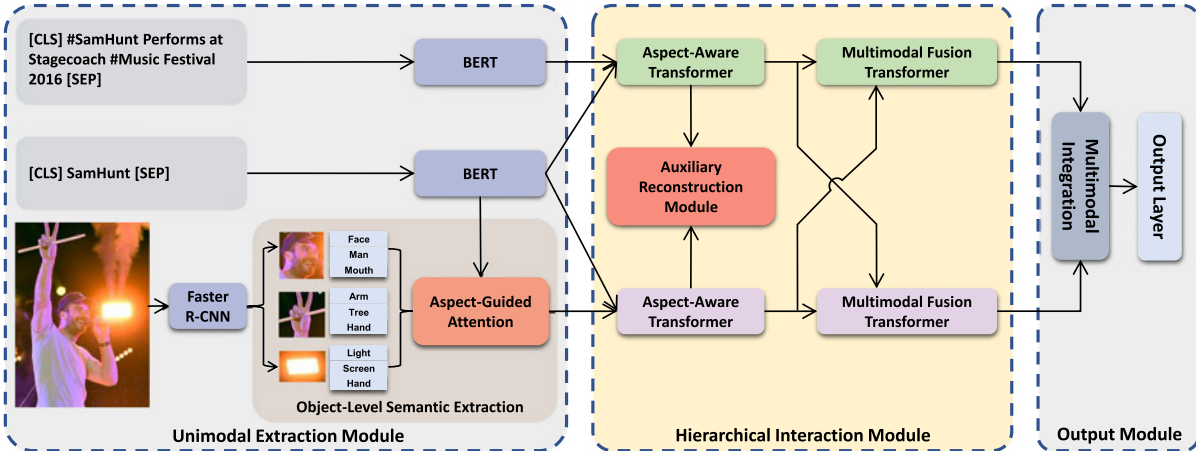 [CLS] #SamHunt Performs at
Stagecoach #Music Festival
2016 [SEP]
BERT
[CLS] SamHunt [SEP]
BERT
Faster
R-CNN
Face
Man
Mouth
Arm
Tree
Hand
Light
Screen
Hand
Aspect-Guided
Attention
Object-Level Semantic Extraction
Unimodal Extraction Module
Aspect-Aware
Transformer
Multimodal Fusion
Transformer
Auxiliary
Reconstruction
Module
Aspect-Aware
Transformer
Multimodal Fusion
Transformer
Hierarchical Interaction Module
Multimodal
Integration
Output Layer
Output Module